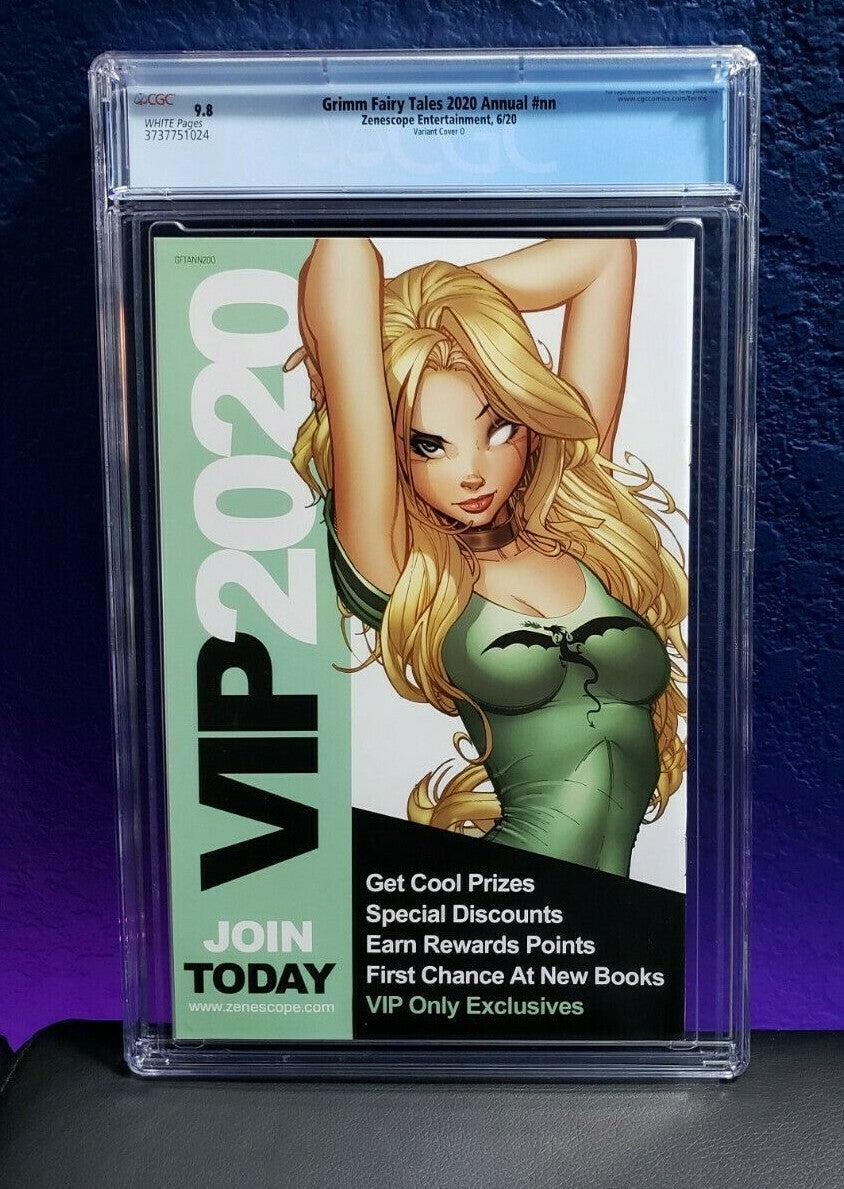 CGC
9.8
WHITE Pages
3737751024
Grimm Fairy Tales 2020 Annual #nn
Zenescope Entertainment, 6/20
Variant Cover O
www.cgccomics.com/terms
CGC
GFTANN200
VIP2020
JOIN
TODAY
www.zenescope.com
Get Cool Prizes
Special Discounts
Earn Rewards Points
First Chance At New Books
VIP Only Exclusives